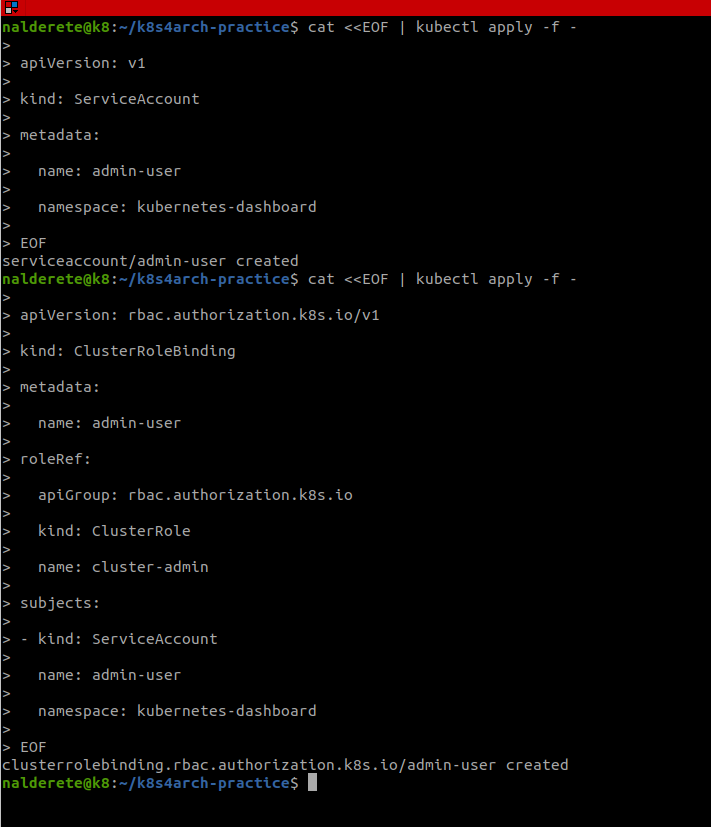 nalderete@k8:~/k8s4arch-practice$ cat <<EOF | kubectl apply -f -
>
> apiVersion: v1
>
> kind: ServiceAccount
>
> metadata:
>
>   name: admin-user
>
>   namespace: kubernetes-dashboard
>
> EOF
serviceaccount/admin-user created
nalderete@k8:~/k8s4arch-practice$ cat <<EOF | kubectl apply -f -
>
> apiVersion: rbac.authorization.k8s.io/v1
>
> kind: ClusterRoleBinding
>
> metadata:
>
>   name: admin-user
>
> roleRef:
>
>   apiGroup: rbac.authorization.k8s.io
>
>   kind: ClusterRole
>
>   name: cluster-admin
>
> subjects:
>
> - kind: ServiceAccount
>
>   name: admin-user
>
>   namespace: kubernetes-dashboard
>
> EOF
clusterrolebinding.rbac.authorization.k8s.io/admin-user created
nalderete@k8:~/k8s4arch-practice$